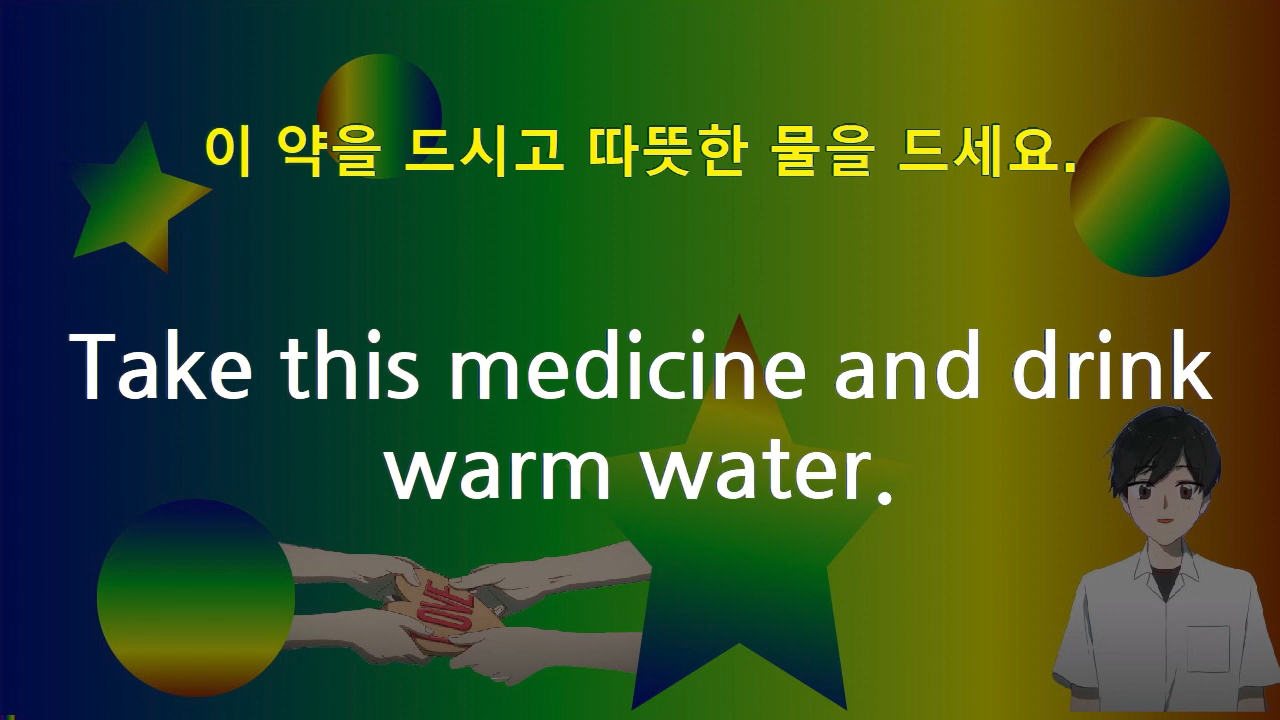 이 약을 드시고 따뜻한 물을 드세요.
Take this medicine and drink
warm water.
LOVE